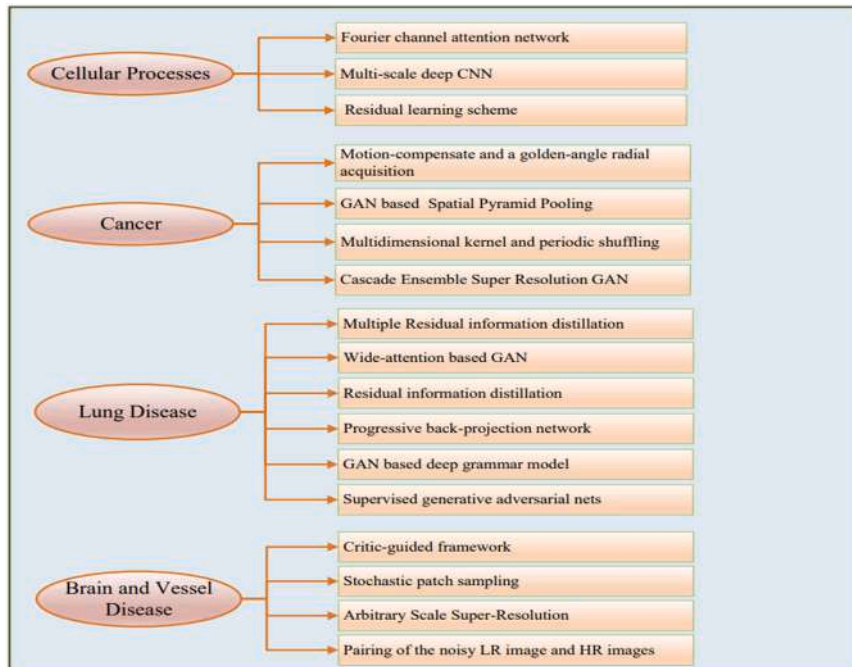 Cellular Processes
Fourier channel attention network
Multi-scale deep CNN
Residual learning scheme
Cancer
Motion-compensate and a golden-angle radial
acquisition
GAN based Spatial Pyramid Pooling
Multidimensional kernel and periodic shuffling
Cascade Ensemble Super Resolution GAN
Lung Disease
Multiple Residual information distillation
Wide-attention based GAN
Residual information distillation
Progressive back-projection network
GAN based deep grammar model
Supervised generative adversarial nets
Brain and Vessel
Disease
Critic-guided framework
Stochastic patch sampling
Arbitrary Scale Super-Resolution
Pairing of the noisy LR image and HR images